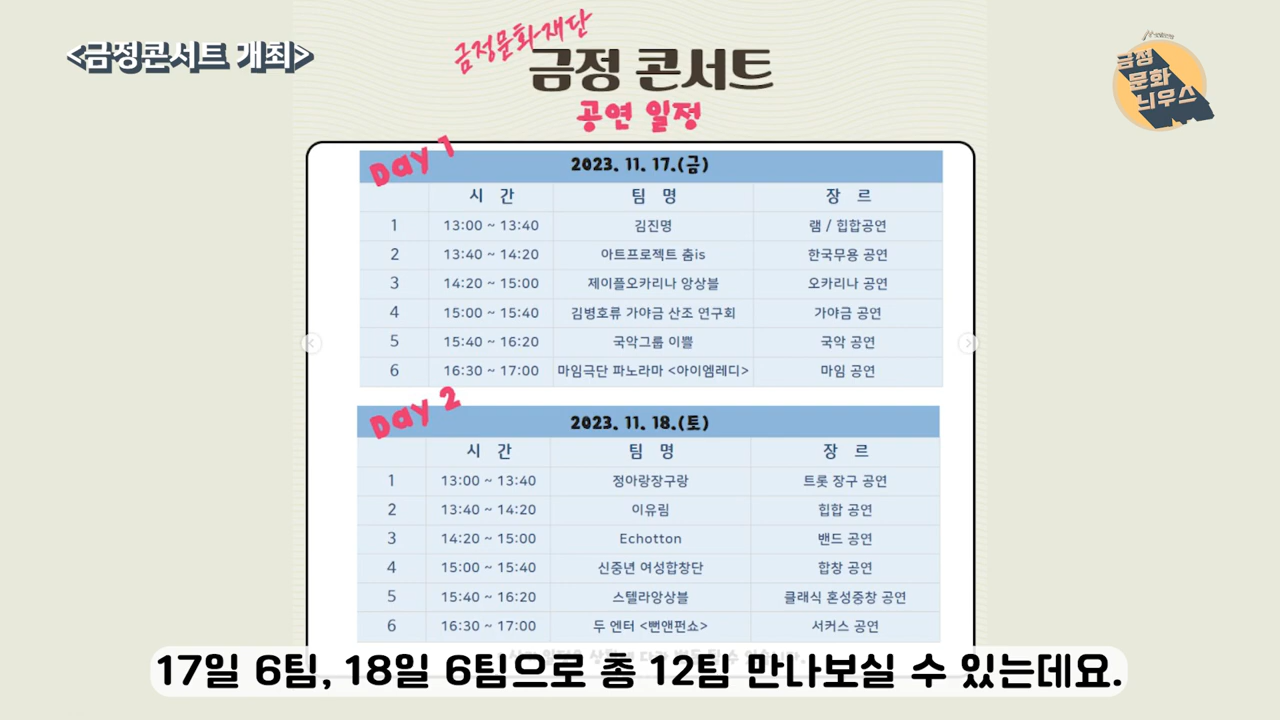 <금정콘서트 개최>
금정문화재단
금정 콘서트
공연 일정
금정
문화
늬우스
Day 1
2023. 11. 17.(금)
시 간 팀 명 장 르
1 13:00 ~ 13:40 김진명 랩 / 힙합공연
2 13:40 ~ 14:20 아트프로젝트 춤is 한국무용 공연
3 14:20 ~ 15:00 제이플오카리나 앙상블 오카리나 공연
4 15:00 ~ 15:40 김병호류 가야금 산조 연구회 가야금 공연
5 15:40 ~ 16:20 국악그룹 이쁠 국악 공연
6 16:30 ~ 17:00 마임극단 파노라마 <아이엠레디> 마임 공연
Day 2
2023. 11. 18.(토)
시 간 팀 명 장 르
1 13:00 ~ 13:40 정아랑장구랑 트롯 장구 공연
2 13:40 ~ 14:20 이유림 힙합 공연
3 14:20 ~ 15:00 Echotton 밴드 공연
4 15:00 ~ 15:40 신중년 여성합창단 합창 공연
5 15:40 ~ 16:20 스텔라앙상블 클래식 혼성중창 공연
6 16:30 ~ 17:00 두 엔터 <뻔앤펀쇼> 서커스 공연
17일 6팀, 18일 6팀으로 총 12팀 만나보실 수 있는데요.